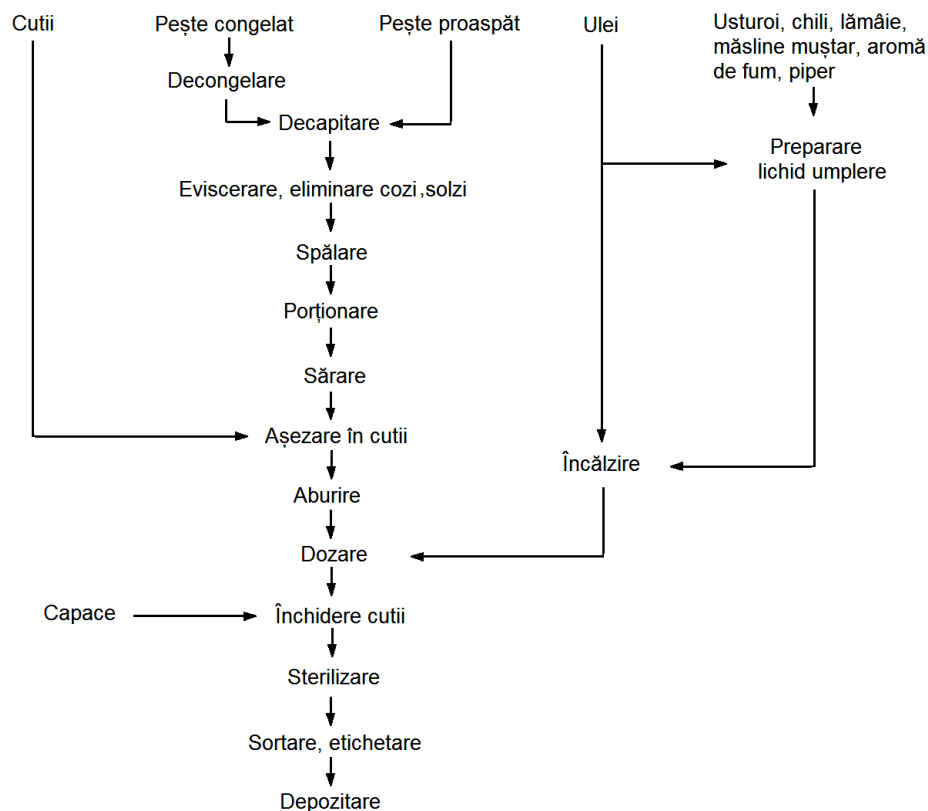 Cutii
Pește congelat
Pește proaspăt
Ulei
Usturoi, chili, lămâie,
măsline muștar, aromă
de fum, piper
Decongelare
Decapitare
Preparare
lichid umplere
Eviscerare, eliminare cozi ,solzi
Spălare
Porționare
Sărare
Așezare în cutii
Încălzire
Aburire
Dozare
Capace
Închidere cutii
Sterilizare
Sortare, etichetare
Depozitare